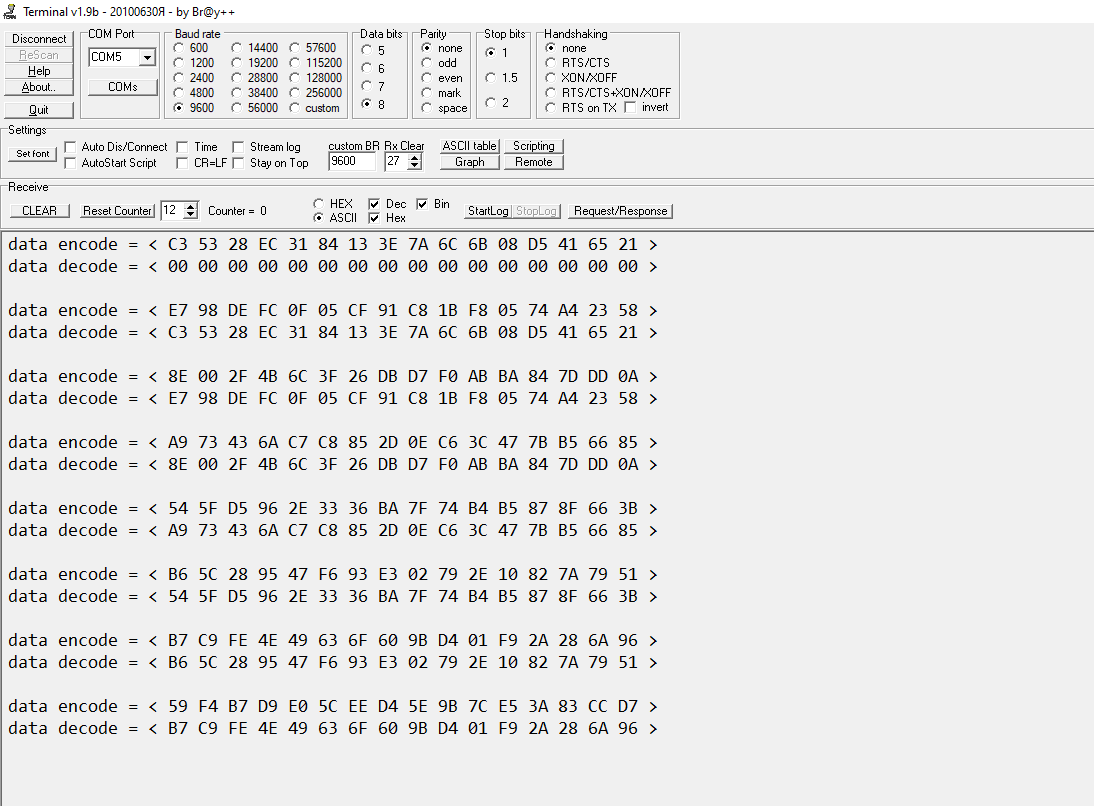 Terminal v1.9b - 20100630Я - by Br@y++
Disconnect
ReScan
Help
About..
Quit
COM Port
COM5
COMs
Baud rate
600 14400 57600
1200 19200 115200
2400 28800 128000
4800 38400 256000
9600 56000 custom
Data bits
5
6
7
8
Parity
none
odd
even
mark
space
Stop bits
1
1.5
2
Handshaking
none
RTS/CTS
XON/XOFF
RTS/CTS+XON/XOFF
RTS on TX invert
Settings
Set font
Auto Dis/Connect Time Stream log
AutoStart Script CR=LF Stay on Top
custom BR Rx Clear
9600 27
ASCII table Scripting
Graph Remote
Receive
CLEAR Reset Counter 12 Counter = 0
HEX Dec Bin
ASCII Hex
StartLog StopLog Request/Response
data encode = < C3 53 28 EC 31 84 13 3E 7A 6C 6B 08 D5 41 65 21 >
data decode = < 00 00 00 00 00 00 00 00 00 00 00 00 00 00 00 00 >
data encode = < E7 98 DE FC 0F 05 CF 91 C8 1B F8 05 74 A4 23 58 >
data decode = < C3 53 28 EC 31 84 13 3E 7A 6C 6B 08 D5 41 65 21 >
data encode = < 8E 00 2F 4B 6C 3F 26 DB D7 F0 AB BA 84 7D DD 0A >
data decode = < E7 98 DE FC 0F 05 CF 91 C8 1B F8 05 74 A4 23 58 >
data encode = < A9 73 43 6A C7 C8 85 2D 0E C6 3C 47 7B B5 66 85 >
data decode = < 8E 00 2F 4B 6C 3F 26 DB D7 F0 AB BA 84 7D DD 0A >
data encode = < 54 5F D5 96 2E 33 36 BA 7F 74 B4 B5 87 8F 66 3B >
data decode = < A9 73 43 6A C7 C8 85 2D 0E C6 3C 47 7B B5 66 85 >
data encode = < B6 5C 28 95 47 F6 93 E3 02 79 2E 10 82 7A 79 51 >
data decode = < 54 5F D5 96 2E 33 36 BA 7F 74 B4 B5 87 8F 66 3B >
data encode = < B7 C9 FE 4E 49 63 6F 60 9B D4 01 F9 2A 28 6A 96 >
data decode = < B6 5C 28 95 47 F6 93 E3 02 79 2E 10 82 7A 79 51 >
data encode = < 59 F4 B7 D9 E0 5C EE D4 5E 9B 7C E5 3A 83 CC D7 >
data decode = < B7 C9 FE 4E 49 63 6F 60 9B D4 01 F9 2A 28 6A 96 >